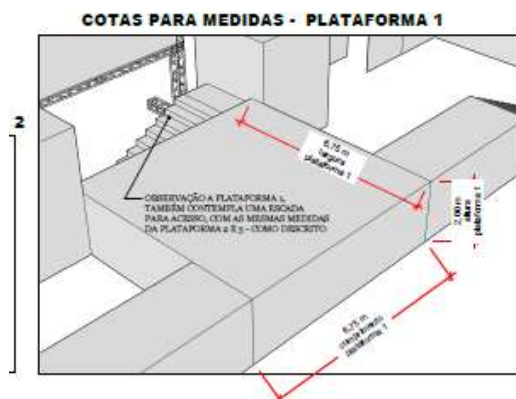 COTAS PARA MEDIDAS - PLATAFORMA 1
2
6,75 m
largura
plataforma 1
OBSERVAÇÃO A PLATAFORMA 1,
TAMBÉM CONTEMPLA UMA ESCADA
PARA ACESSO, COM AS MESMAS MEDIDAS
DA PLATAFORMA 2 E 3 - COMO DESCRITO
2,00 m
altura
plataforma 1
6,75 m
comprimento
plataforma 1